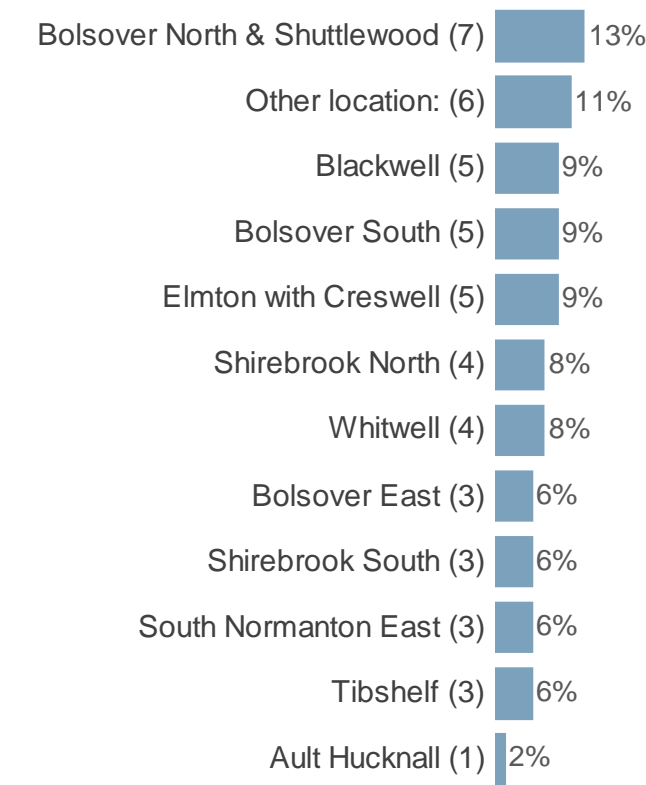 Bolsover North & Shuttlewood (7) 13%
Other location: (6) 11%
Blackwell (5) 9%
Bolsover South (5) 9%
Elmton with Creswell (5) 9%
Shirebrook North (4) 8%
Whitwell (4) 8%
Bolsover East (3) 6%
Shirebrook South (3) 6%
South Normanton East (3) 6%
Tibshelf (3) 6%
Ault Hucknall (1) 2%